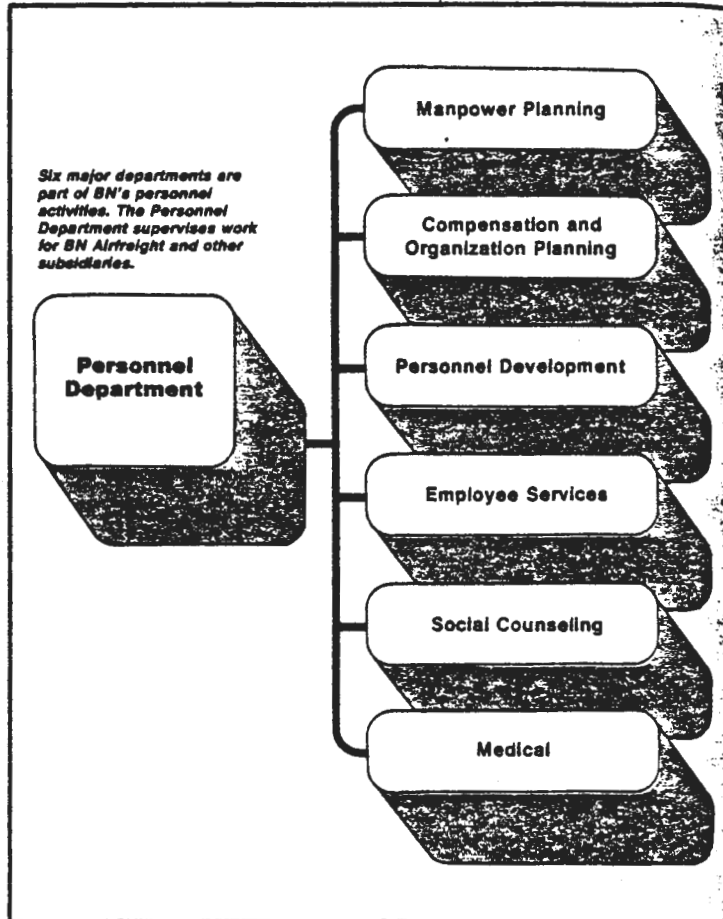 Six major departments are
part of BN's personnel
activities. The Personnel
Department supervises work
for BN Airfreight and other
subsidiaries.
Personnel
Department
Manpower Planning
Compensation and
Organization Planning
Personnel Development
Employee Services
Social Counseling
Medical